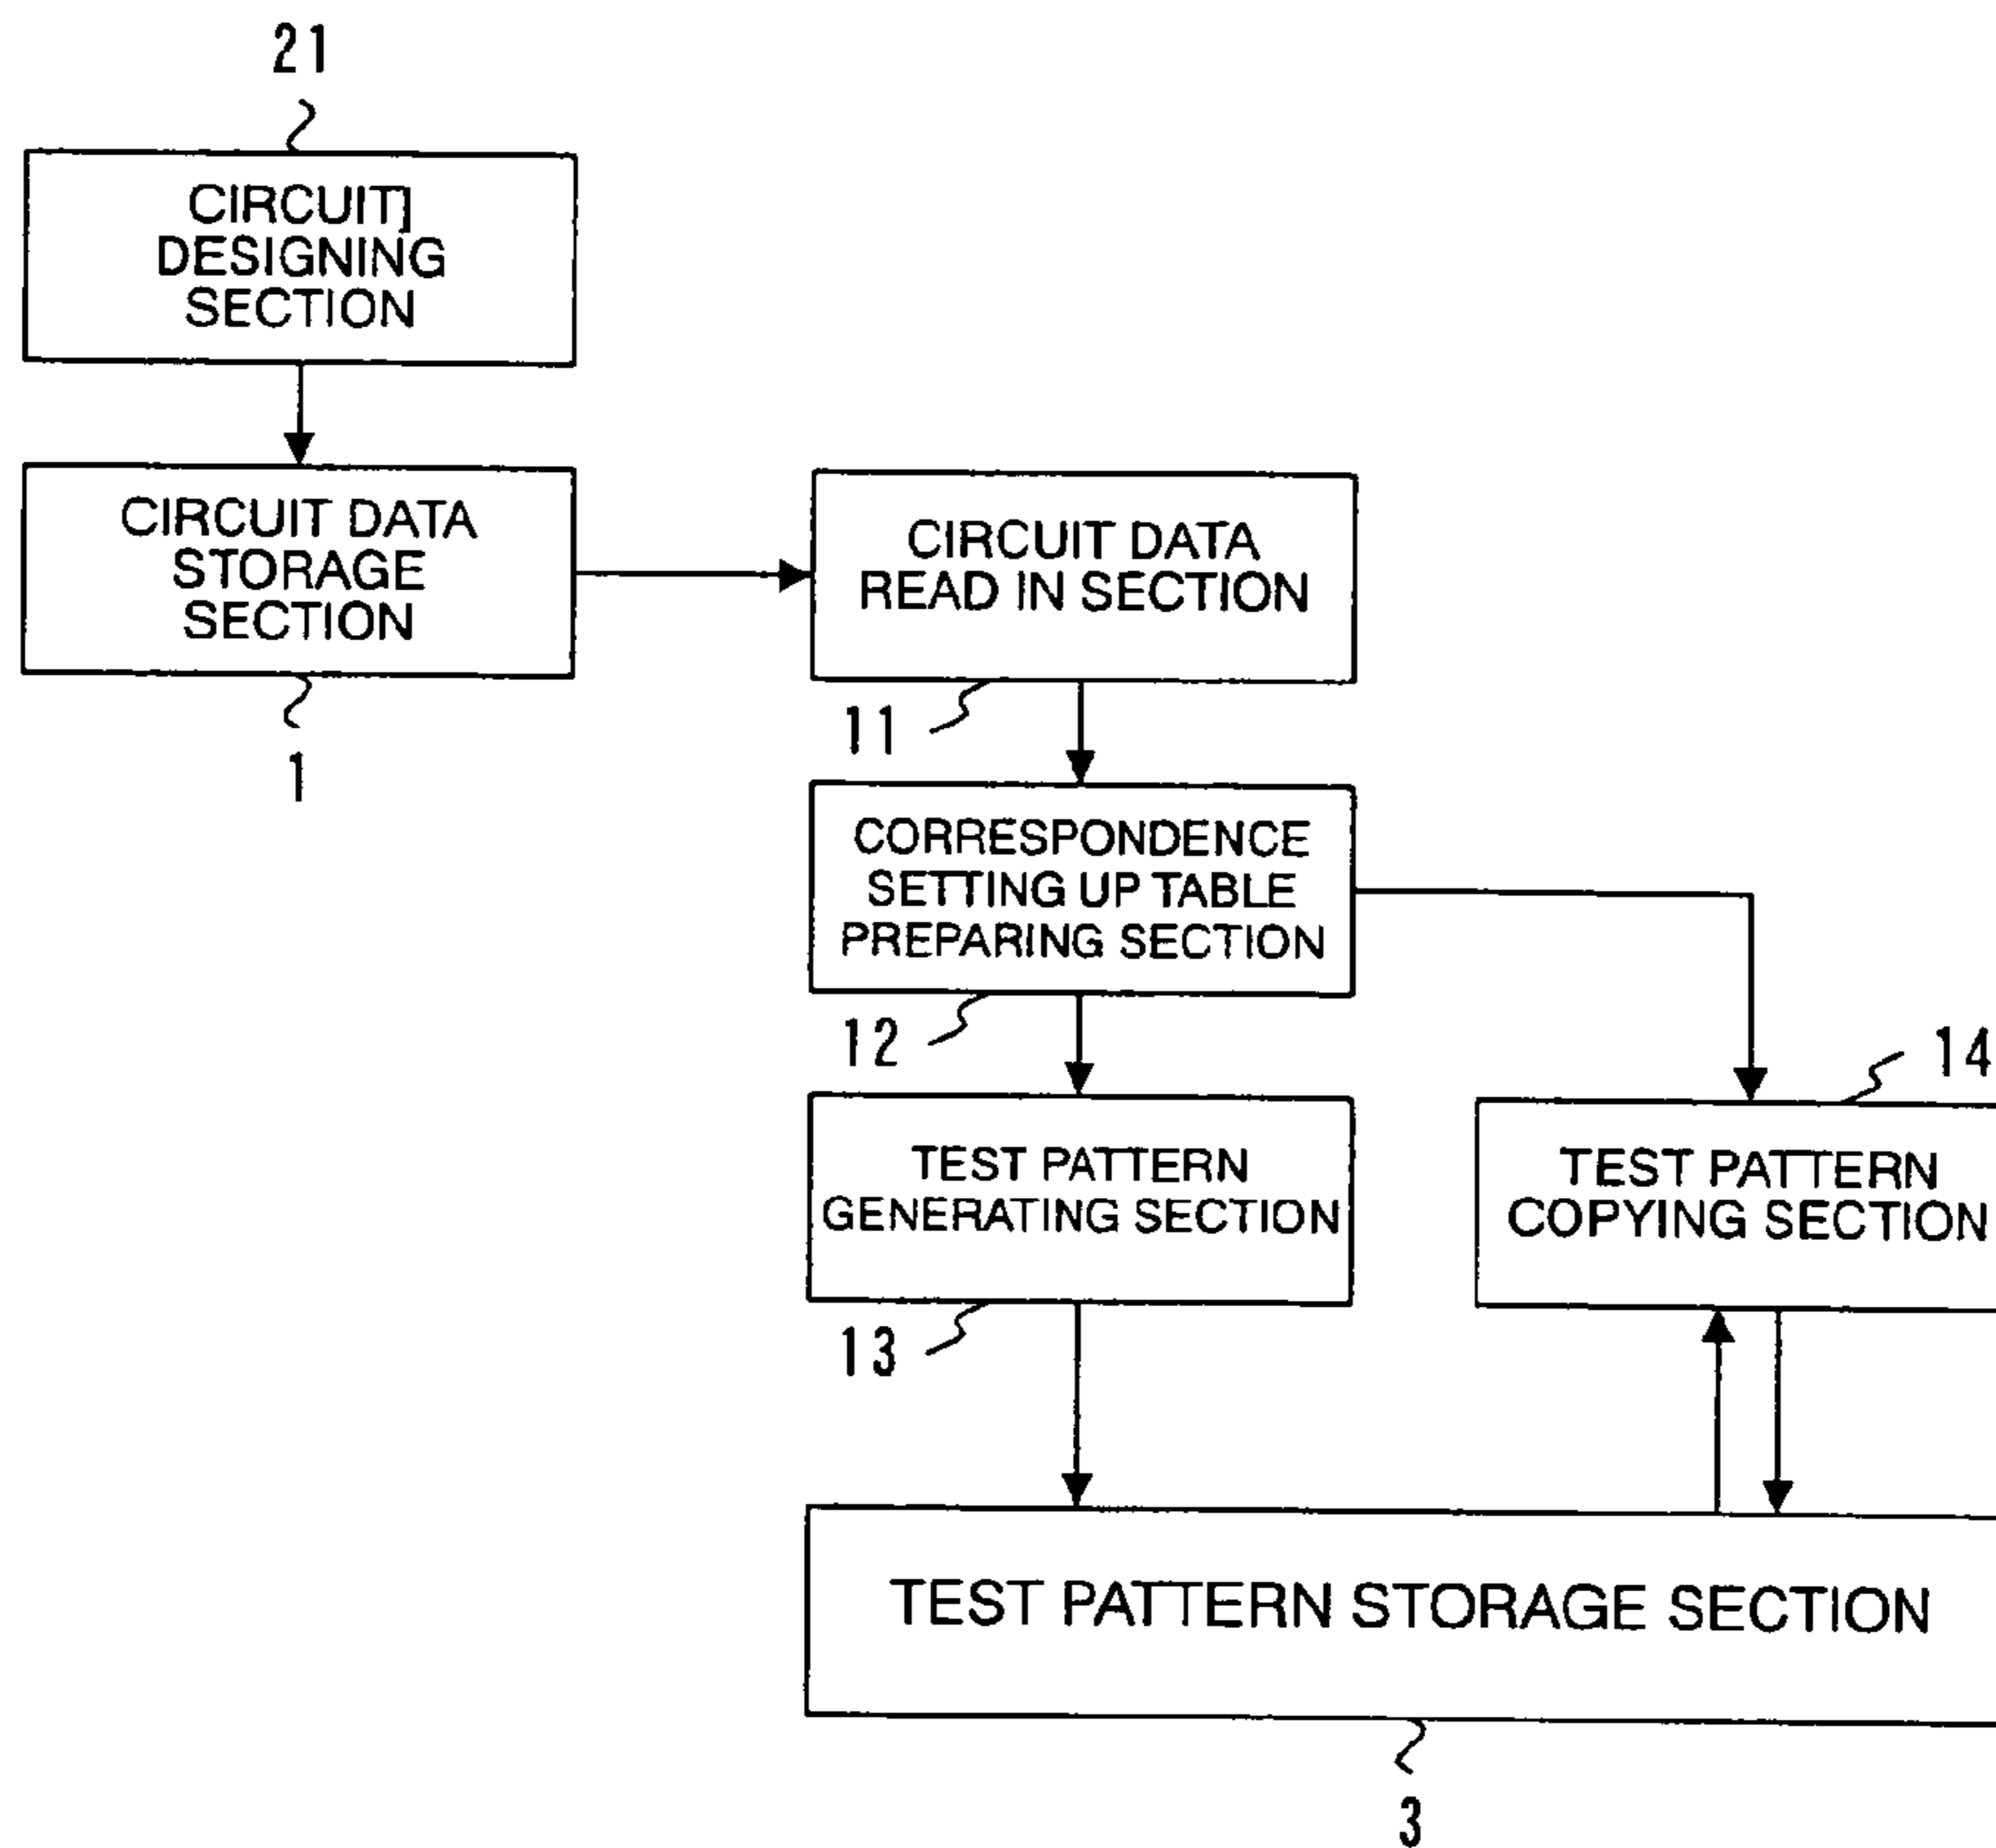 21
CIRCUIT]
DESIGNING
SECTION
CIRCUIT DATA
STORAGE
SECTION
1
CIRCUIT DATA
READ IN SECTION
11
CORRESPONDENCE
SETTING UP TABLE
PREPARING SECTION
12
14
TEST PATTERN
GENERATING SECTION
13
TEST PATTERN
COPYING SECTION
TEST PATTERN STORAGE SECTION
3